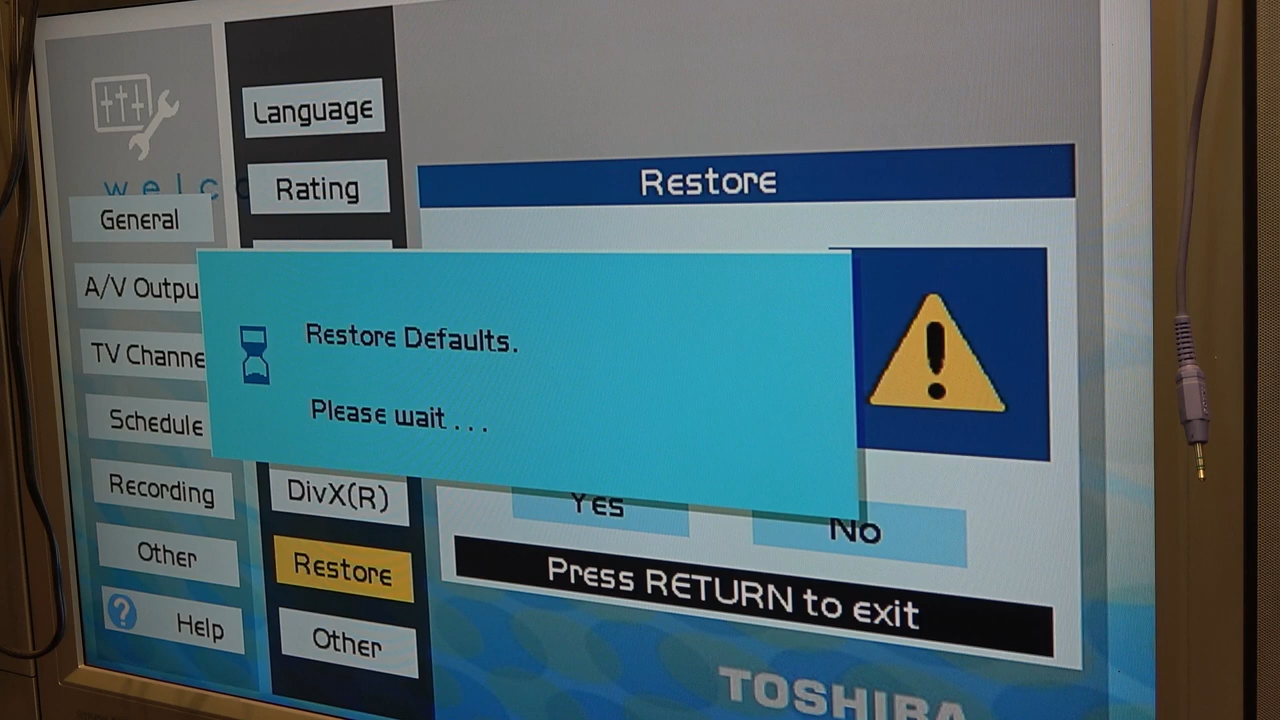 welc
General
A/V Outpu
TV Channe
Schedule
Recording
Other
? Help
Language
Rating
DivX(R)
Restore
Other
Restore
Restore Defaults.
Please wait . . .
!
Yes
No
Press RETURN to exit
TOSHIBA